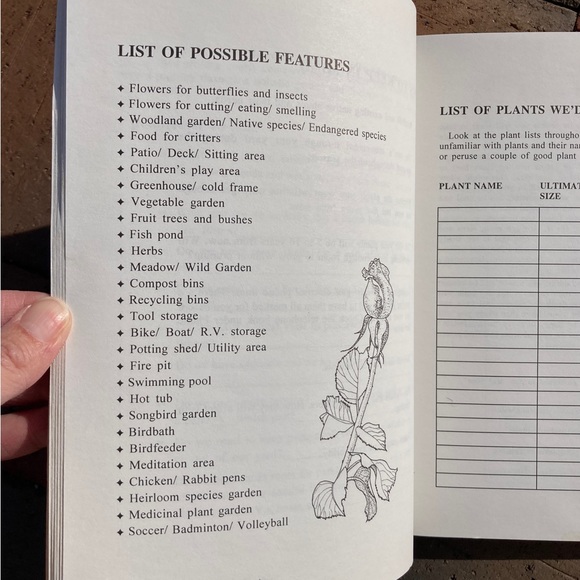 LIST OF POSSIBLE FEATURES
✦ Flowers for butterflies and insects
✦ Flowers for cutting/ eating/ smelling
✦ Woodland garden/ Native species/ Endangered species
✦ Food for critters
✦ Patio/ Deck/ Sitting area
✦ Children's play area
✦ Greenhouse/ cold frame
✦ Vegetable garden
✦ Fruit trees and bushes
✦ Fish pond
✦ Herbs
✦ Meadow/ Wild Garden
✦ Compost bins
✦ Recycling bins
✦ Tool storage
✦ Bike/ Boat/ R.V. storage
✦ Potting shed/ Utility area
✦ Fire pit
✦ Swimming pool
✦ Hot tub
✦ Songbird garden
✦ Birdbath
✦ Birdfeeder
✦ Meditation area
✦ Chicken/ Rabbit pens
✦ Heirloom species garden
✦ Medicinal plant garden
✦ Soccer/ Badminton/ Volleyball
LIST OF PLANTS WE'D
Look at the plant lists througho
unfamiliar with plants and their na
or peruse a couple of good plant
PLANT NAME
ULTIMAT
SIZE